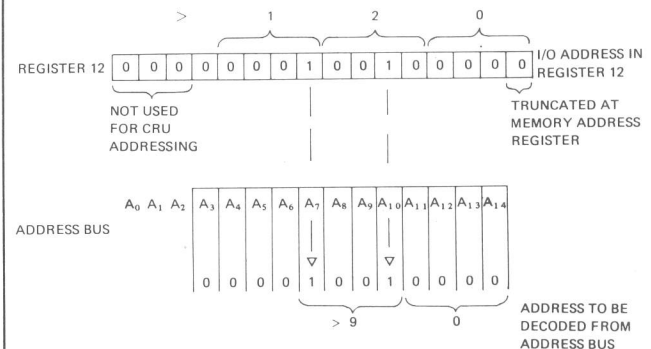 > 1 2 0
REGISTER 12 0 0 0 0 0 0 0 1 0 0 1 0 0 0 0 0 I/O ADDRESS IN
REGISTER 12
NOT USED
FOR CRU
ADDRESSING
TRUNCATED AT
MEMORY ADDRESS
REGISTER
A₀ A₁ A₂ A₃ A₄ A₅ A₆ A₇ A₈ A₉ A₁₀ A₁₁ A₁₂ A₁₃ A₁₄
ADDRESS BUS
0 0 0 0 1 0 0 1 0 0 0 0
> 9 0
ADDRESS TO BE
DECODED FROM
ADDRESS BUS